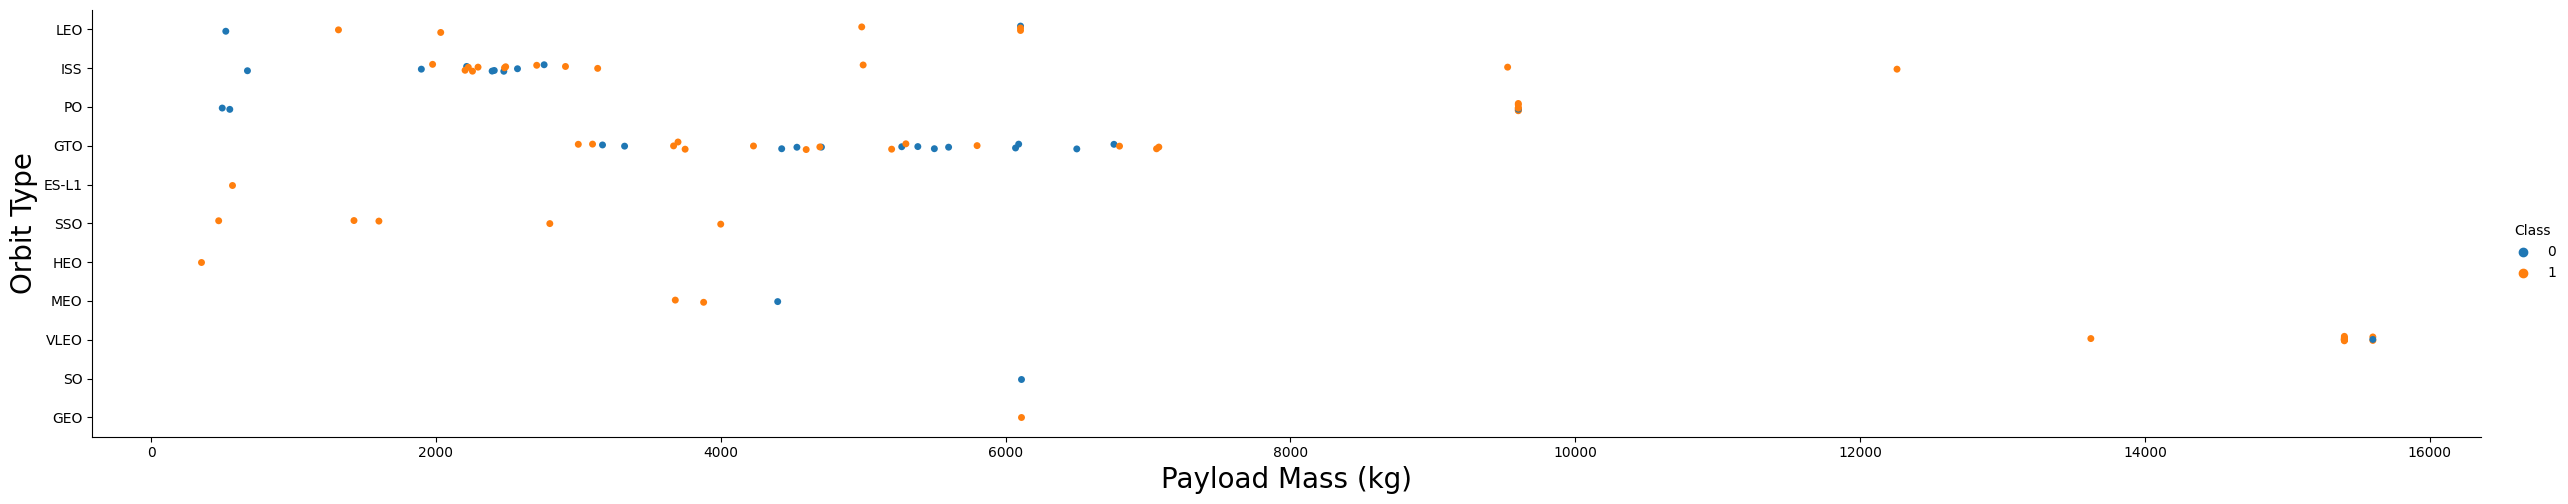 Orbit Type
LEO
ISS
PO
GTO
ES-L1
SSO
HEO
MEO
VLEO
SO
GEO
0 2000 4000 6000 8000 10000 12000 14000 16000
Payload Mass (kg)
Class
0
1